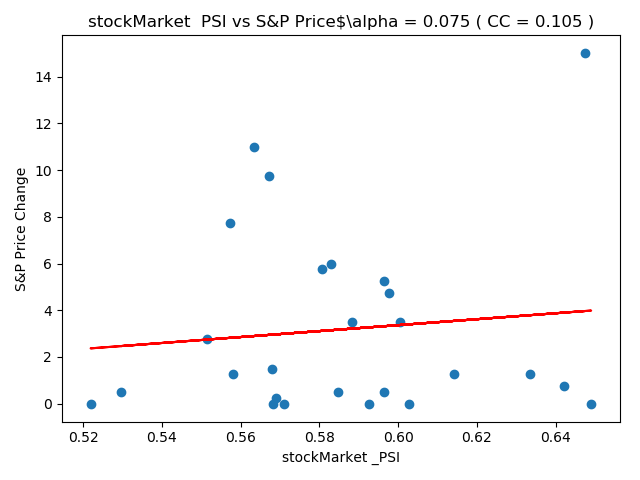 stockMarket  PSI vs S&P Price$\alpha = 0.075 ( CC = 0.105 )
14
12
10
8
6
4
2
0
S&P Price Change
0.52 0.54 0.56 0.58 0.60 0.62 0.64
stockMarket _PSI